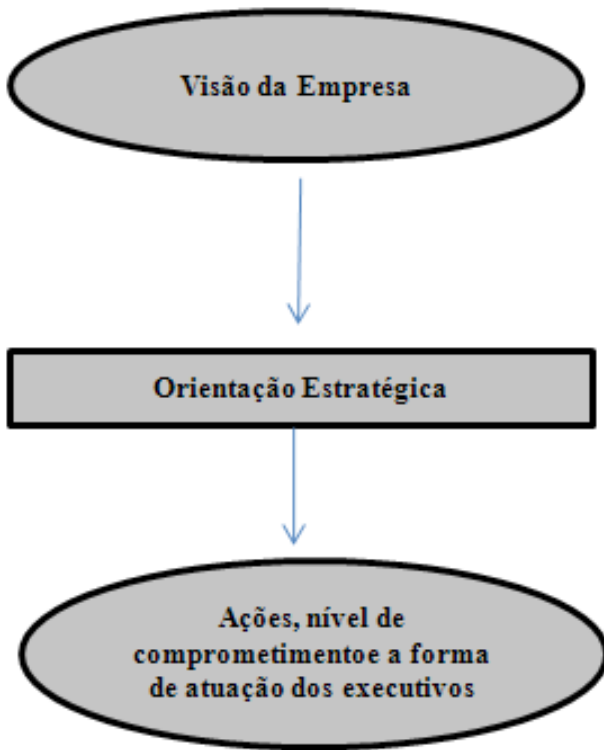 Visão da Empresa
Orientação Estratégica
Ações, nível de
comprometimentoe a forma
de atuação dos executivos